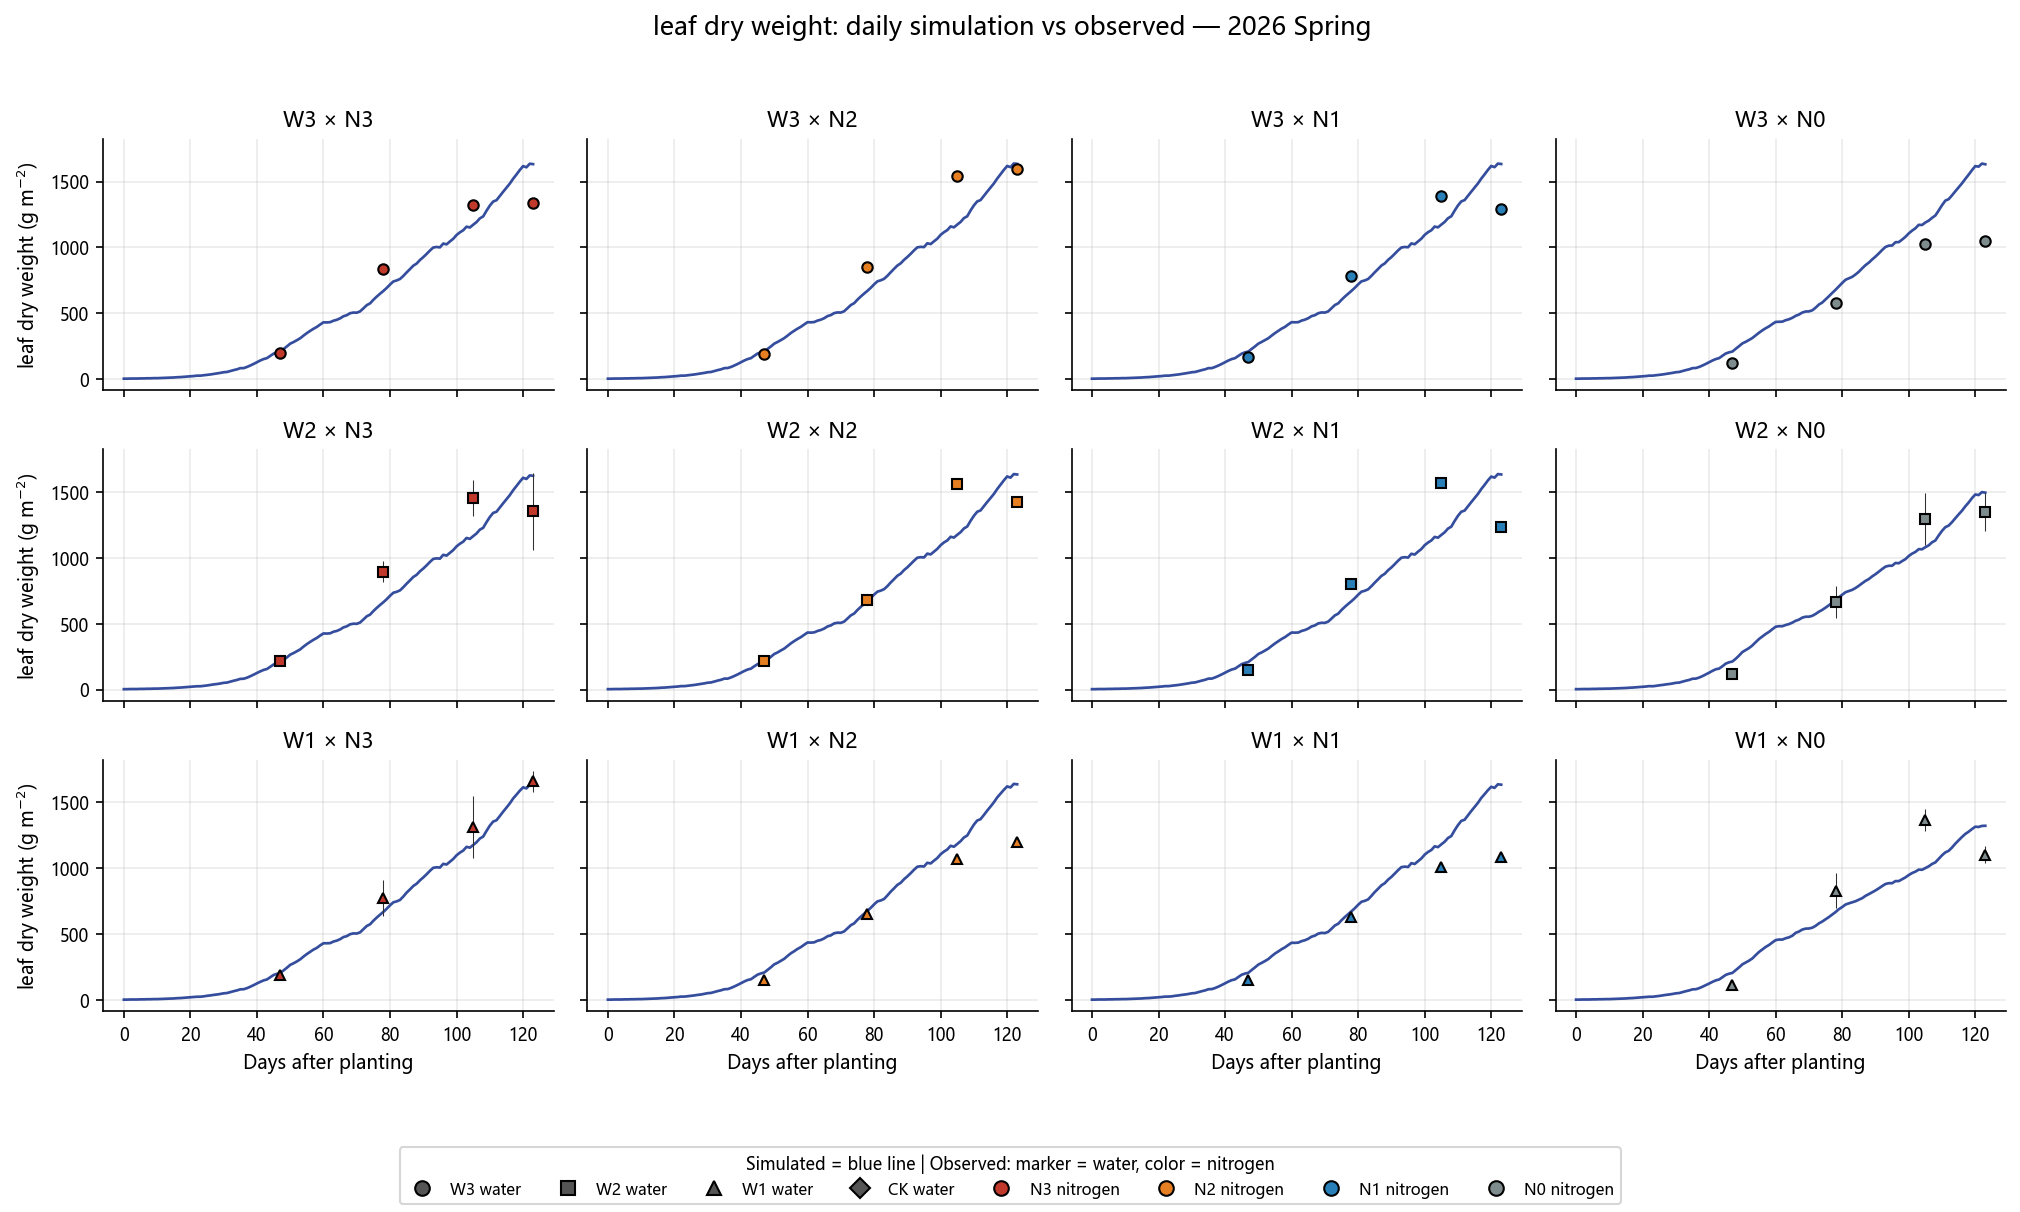 leaf dry weight: daily simulation vs observed — 2026 Spring
W3 × N3
W3 × N2
W3 × N1
W3 × N0
leaf dry weight (g m⁻²)
1500
1000
500
0
W2 × N3
W2 × N2
W2 × N1
W2 × N0
leaf dry weight (g m⁻²)
1500
1000
500
0
W1 × N3
W1 × N2
W1 × N1
W1 × N0
leaf dry weight (g m⁻²)
1500
1000
500
0
0 20 40 60 80 100 120
0 20 40 60 80 100 120
0 20 40 60 80 100 120
0 20 40 60 80 100 120
Days after planting
Days after planting
Days after planting
Days after planting
Simulated = blue line | Observed: marker = water, color = nitrogen
W3 water W2 water W1 water CK water N3 nitrogen N2 nitrogen N1 nitrogen N0 nitrogen